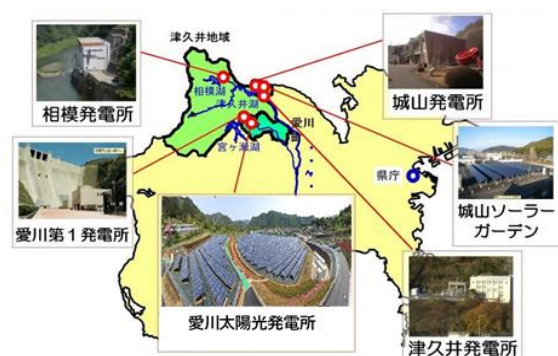 津久井地域
相模湖
津久井湖
愛川
宮ヶ瀬湖
県庁
相模発電所
城山発電所
愛川第1発電所
城山ソーラー
ガーデン
愛川太陽光発電所
津久井発電所